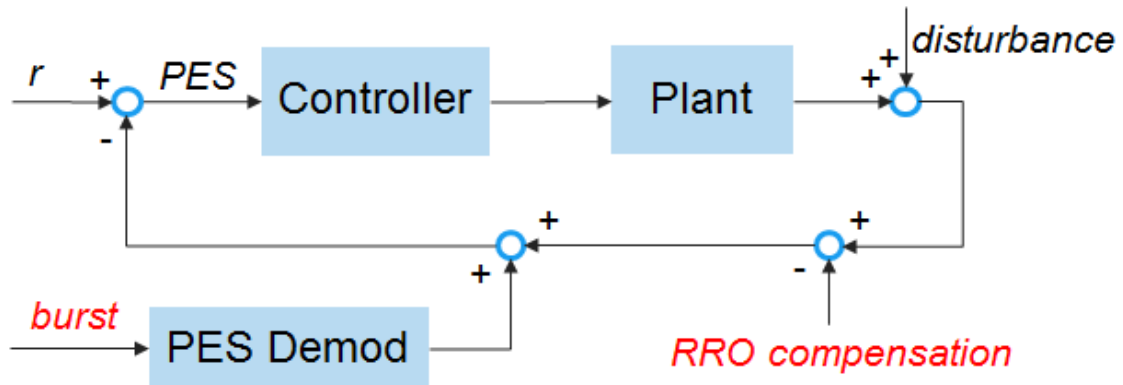 disturbance
r
+
PES
Controller
Plant
+
+
-
+
+
+
-
burst
PES Demod
RRO compensation